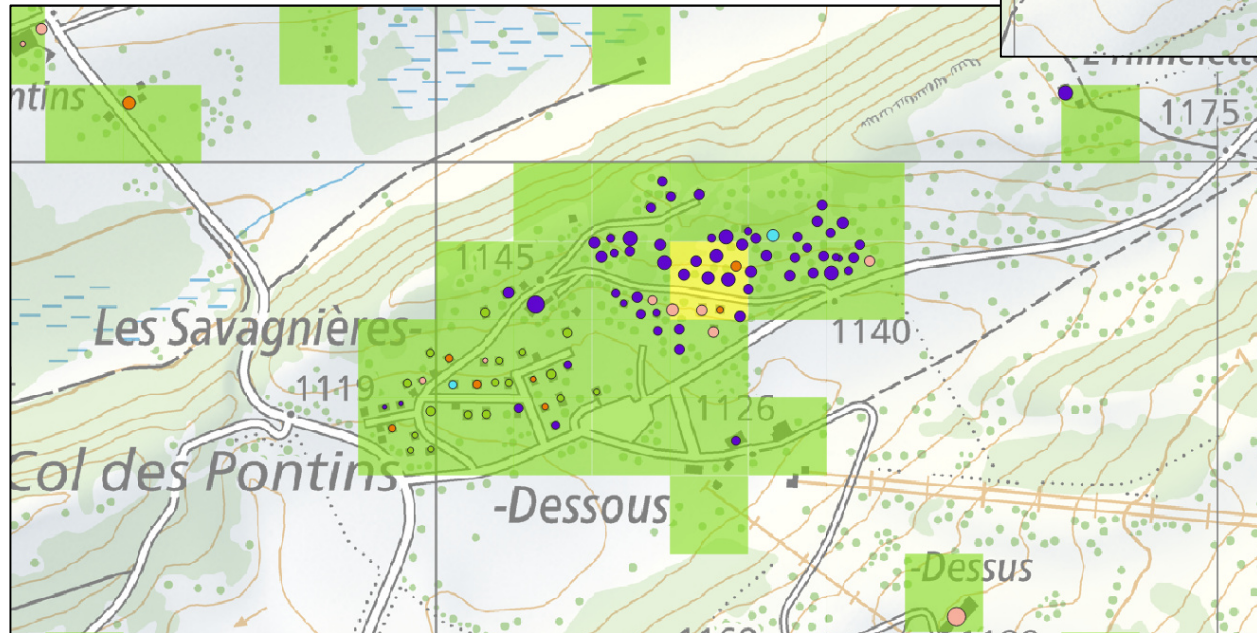 ntins
1175
1145
Les Savagnières-
1140
1119
1126
Col des Pontins
-Dessous
-Dessus